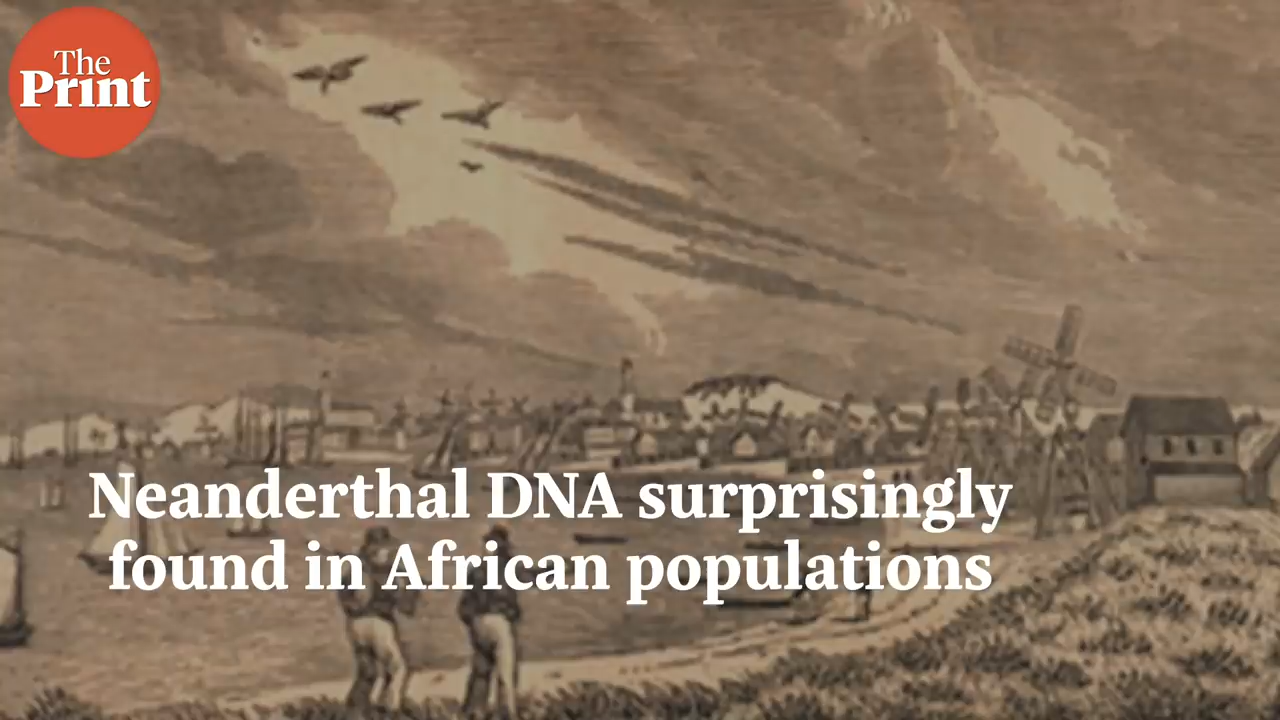 The
Print
Neanderthal DNA surprisingly
found in African populations